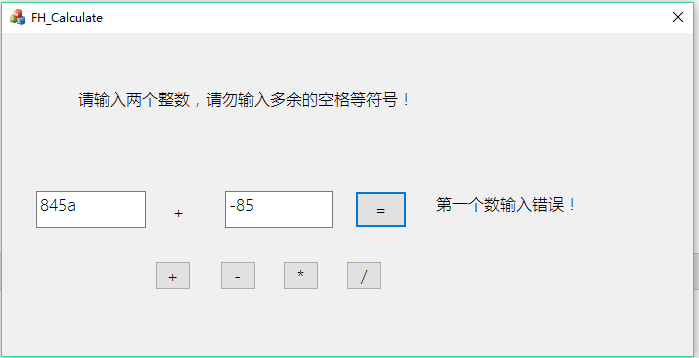 FH_Calculate
请输入两个整数，请勿输入多余的空格等符号！
845a + -85 = 第一个数输入错误！
+ - * /